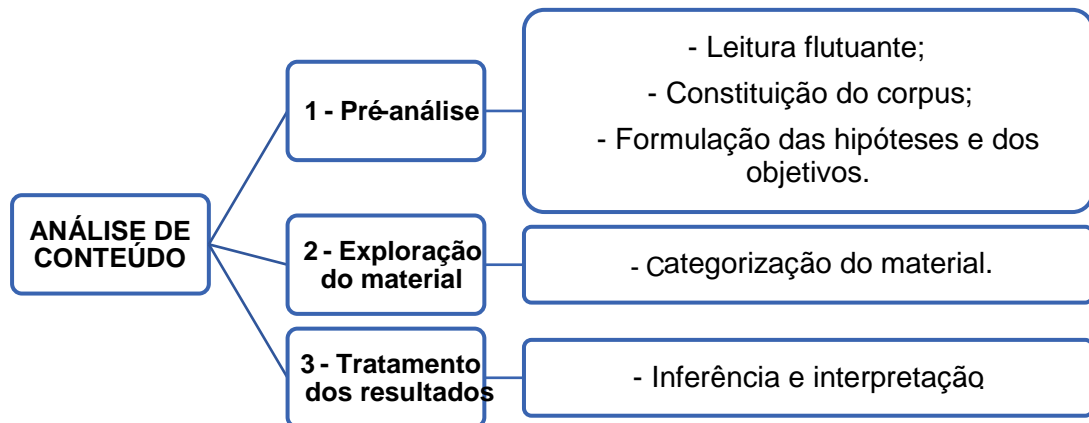 ANÁLISE DE
CONTEÚDO
1 - Pré-análise
- Leitura flutuante;
- Constituição do corpus;
- Formulação das hipóteses e dos
objetivos.
2 - Exploração
do material
- Categorização do material.
3 - Tratamento
dos resultados
- Inferência e interpretação.